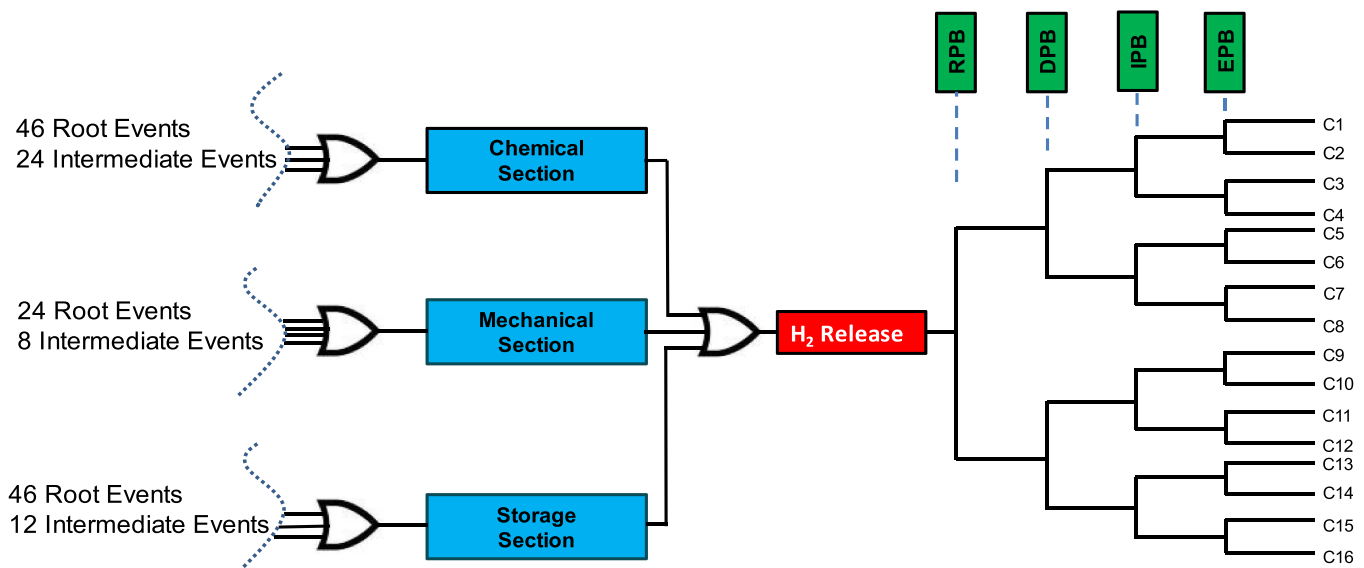 46 Root Events
24 Intermediate Events
Chemical
Section
24 Root Events
8 Intermediate Events
Mechanical
Section
46 Root Events
12 Intermediate Events
Storage
Section
H₂ Release
RPB
DPB
IPB
EPB
C1
C2
C3
C4
C5
C6
C7
C8
C9
C10
C11
C12
C13
C14
C15
C16